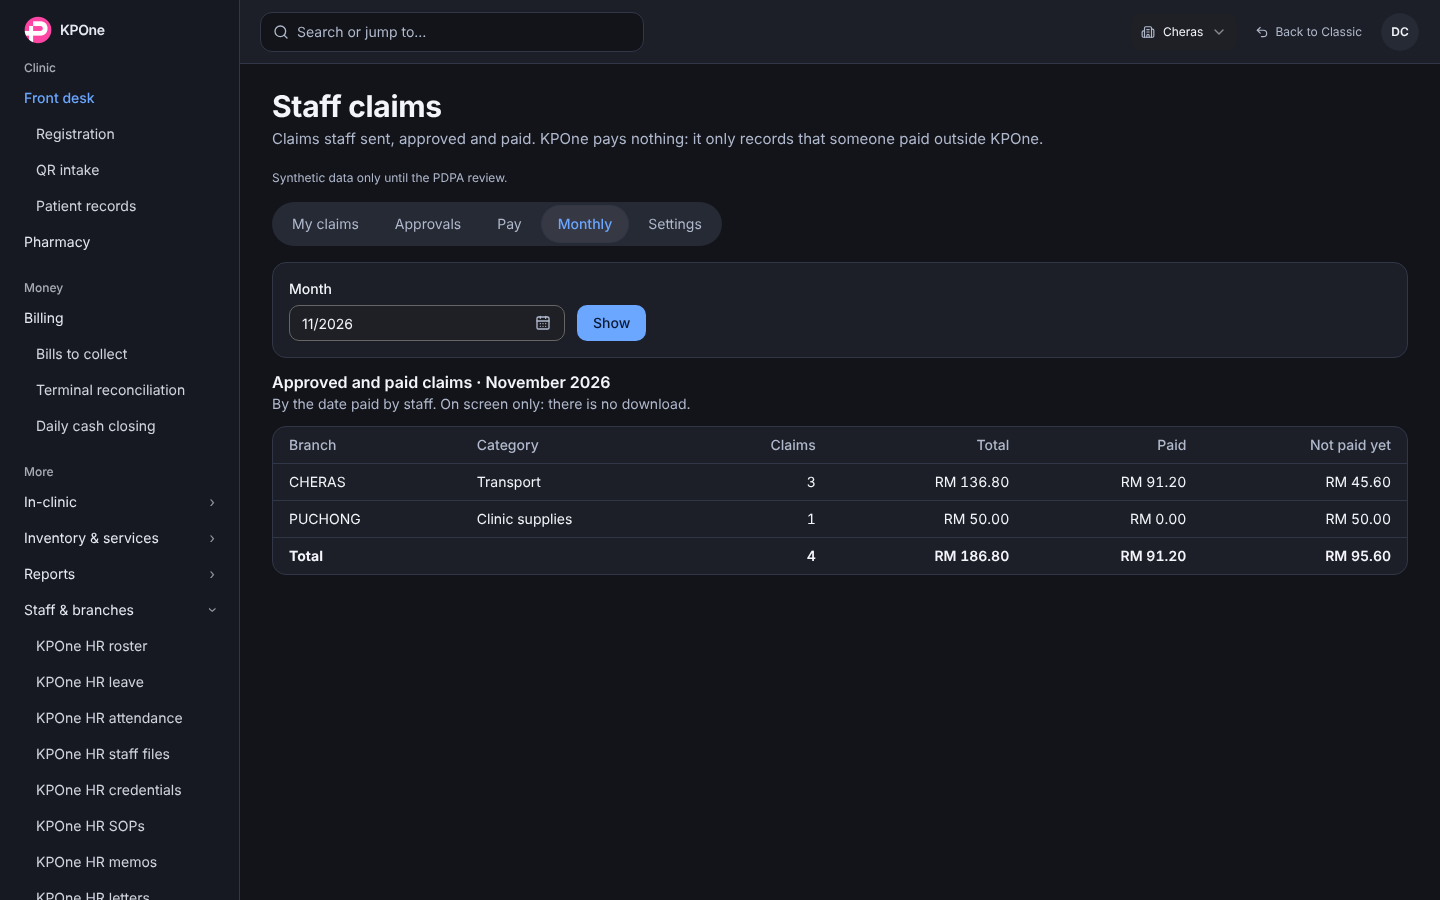 KPOne
Clinic
Front desk
Registration
QR intake
Patient records
Pharmacy
Money
Billing
Bills to collect
Terminal reconciliation
Daily cash closing
More
In-clinic
Inventory & services
Reports
Staff & branches
KPOne HR roster
KPOne HR leave
KPOne HR attendance
KPOne HR staff files
KPOne HR credentials
KPOne HR SOPs
KPOne HR memos
KPOne HR letters
Search or jump to...
Cheras
Back to Classic
DC
Staff claims
Claims staff sent, approved and paid. KPOne pays nothing: it only records that someone paid outside KPOne.
Synthetic data only until the PDPA review.
My claims Approvals Pay Monthly Settings
Month
11/2026 Show
Approved and paid claims · November 2026
By the date paid by staff. On screen only: there is no download.
Branch Category Claims Total Paid Not paid yet
CHERAS Transport 3 RM 136.80 RM 91.20 RM 45.60
PUCHONG Clinic supplies 1 RM 50.00 RM 0.00 RM 50.00
Total 4 RM 186.80 RM 91.20 RM 95.60